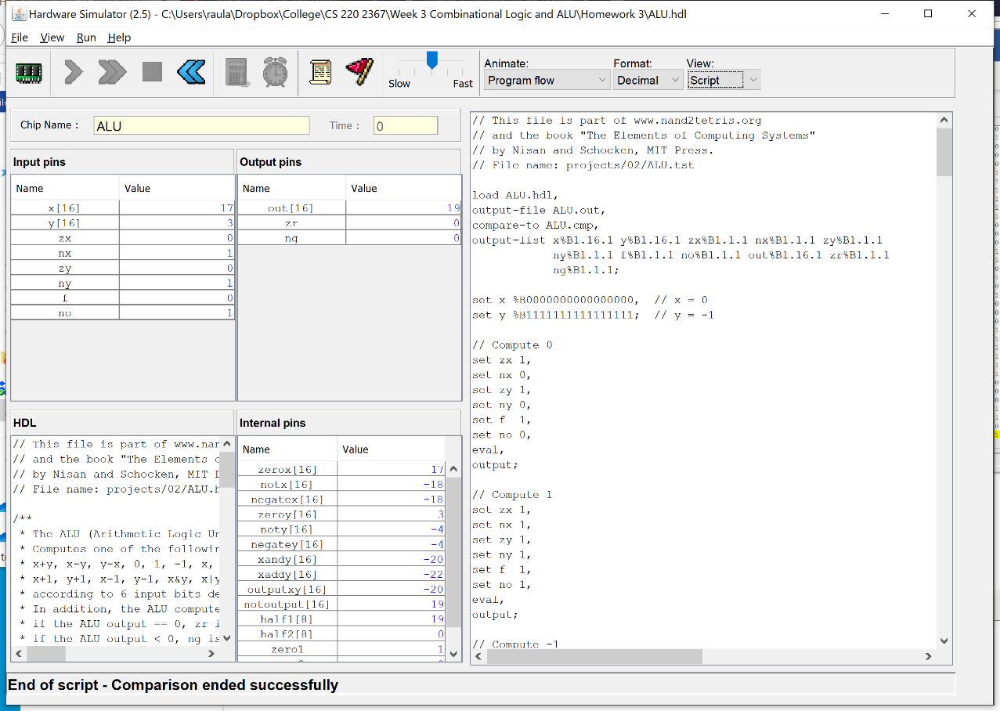 Hardware Simulator (2.5) - C:\Users\raula\Dropbox\College\CS 220 2367\Week 3 Combinational Logic and ALU\Homework 3\ALU.hdl
File View Run Help
Slow Fast
Animate: Format: View:
Program flow Decimal Script
Chip Name : ALU Time : 0
Input pins
Name Value
x[16] 17
y[16] 3
zx 0
nx 1
zy 0
ny 1
f 0
no 1
Output pins
Name Value
out[16] 19
zr 0
ng 0
HDL
// This file is part of www.nan
// and the book "The Elements o
// by Nisan and Schocken, MIT P
// File name: projects/02/ALU.h
/**
* The ALU (Arithmetic Logic Un
* Computes one of the followin
* x+y, x-y, y-x, 0, 1, -1, x,
* x+1, y+1, x-1, y-1, x&y, x|y
* according to 6 input bits de
* In addition, the ALU compute
* if the ALU output == 0, zr i
* if the ALU output < 0, ng is
Internal pins
Name Value
zerox[16] 17
notx[16] -18
negatex[16] -18
zeroy[16] 3
noty[16] -4
negatey[16] -4
xandy[16] -20
xaddy[16] -22
outputxy[16] -20
notoutput[16] 19
half1[8] 19
half2[8] 0
zero1 1
// This file is part of www.nand2tetris.org
// and the book "The Elements of Computing Systems"
// by Nisan and Schocken, MIT Press.
// File name: projects/02/ALU.tst
load ALU.hdl,
output-file ALU.out,
compare-to ALU.cmp,
output-list x%B1.16.1 y%B1.16.1 zx%B1.1.1 nx%B1.1.1 zy%B1.1.1
ny%B1.1.1 f%B1.1.1 no%B1.1.1 out%B1.16.1 zr%B1.1.1
ng%B1.1.1;
set x %B0000000000000000, // x = 0
set y %B1111111111111111; // y = -1
// Compute 0
set zx 1,
set nx 0,
set zy 1,
set ny 0,
set f 1,
set no 0,
eval,
output;
// Compute 1
set zx 1,
set nx 1,
set zy 1,
set ny 1,
set f 1,
set no 1,
eval,
output;
// Compute -1
End of script - Comparison ended successfully